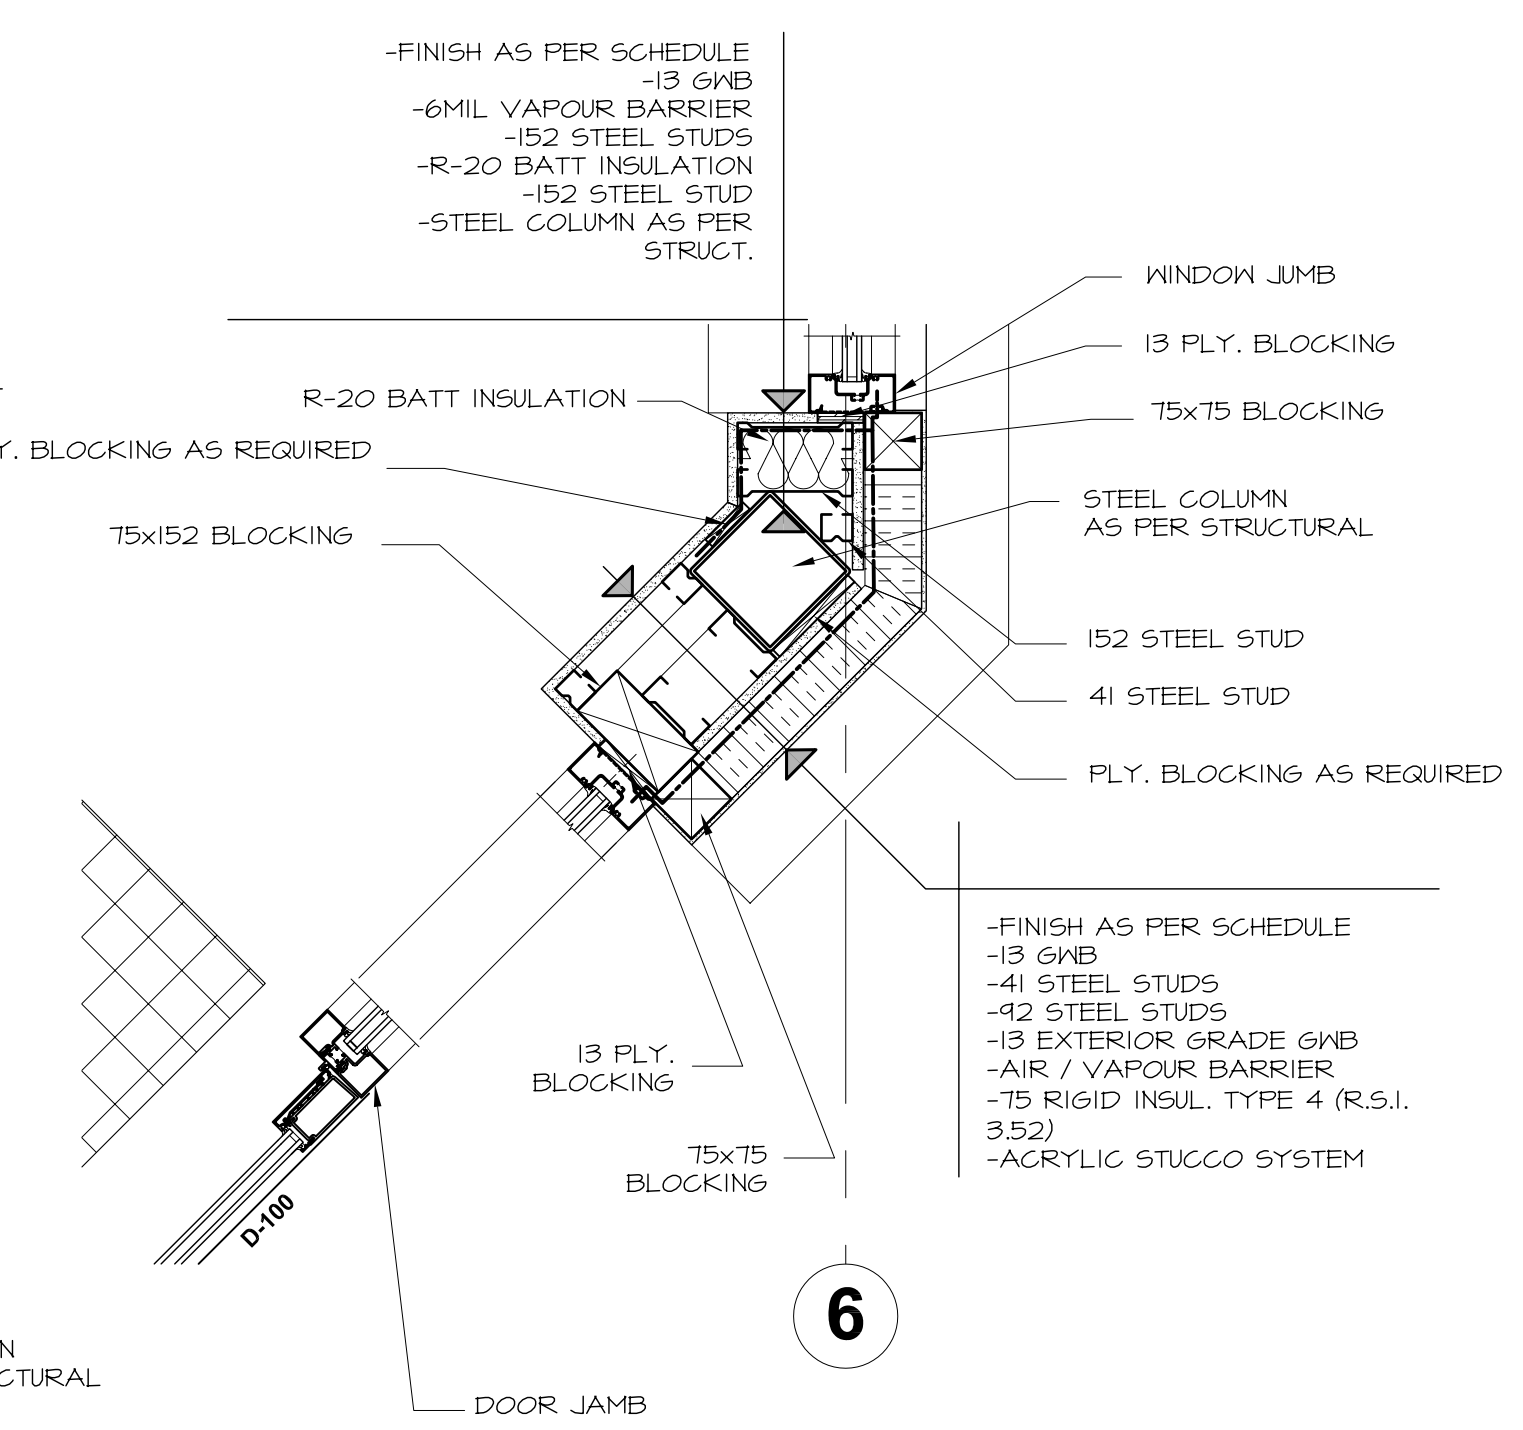 -FINISH AS PER SCHEDULE
-13 GWB
-6MIL VAPOUR BARRIER
-152 STEEL STUDS
-R-20 BATT INSULATION
-152 STEEL STUD
-STEEL COLUMN AS PER
STRUCT.
WINDOW JUMB
13 PLY. BLOCKING
R-20 BATT INSULATION
75x75 BLOCKING
Y. BLOCKING AS REQUIRED
STEEL COLUMN
AS PER STRUCTURAL
75x152 BLOCKING
152 STEEL STUD
41 STEEL STUD
PLY. BLOCKING AS REQUIRED
-FINISH AS PER SCHEDULE
-13 GWB
-41 STEEL STUDS
-92 STEEL STUDS
-13 EXTERIOR GRADE GWB
-AIR / VAPOUR BARRIER
-75 RIGID INSUL. TYPE 4 (R.S.I.
3.52)
-ACRYLIC STUCCO SYSTEM
13 PLY.
BLOCKING
75x75
BLOCKING
D-100
6
N
CTURAL
DOOR JAMB